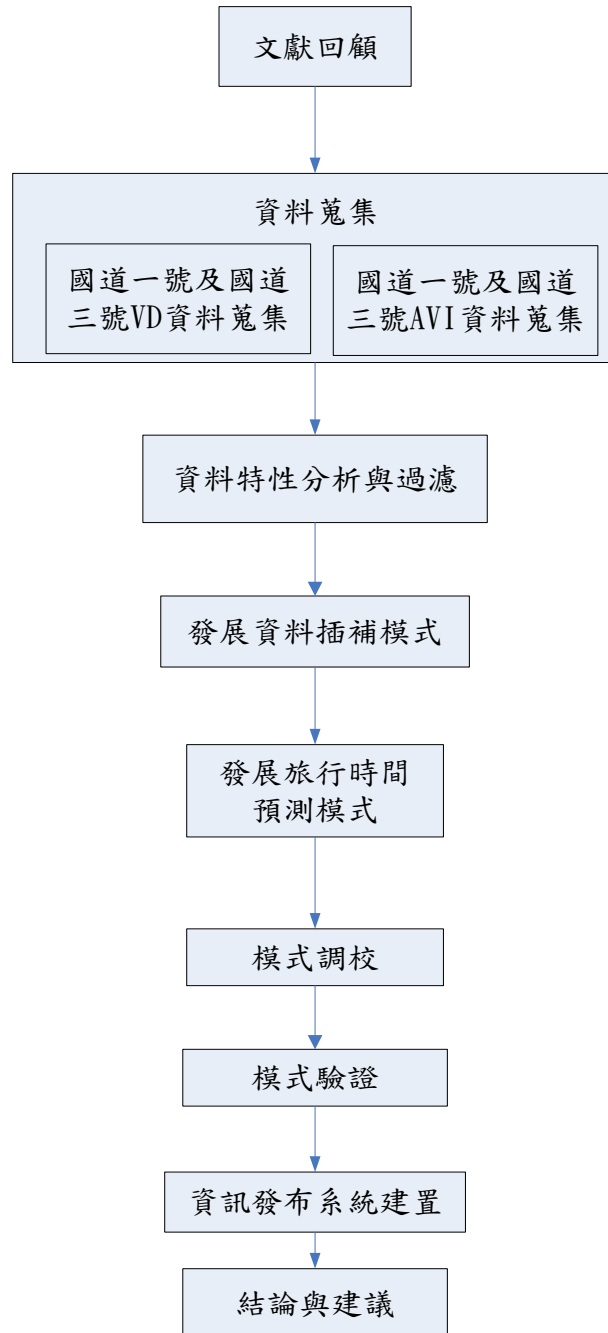 文獻回顧
資料蒐集
國道一號及國道
三號VD資料蒐集
國道一號及國道
三號AVI資料蒐集
資料特性分析與過濾
發展資料插補模式
發展旅行時間
預測模式
模式調校
模式驗證
資訊發布系統建置
結論與建議